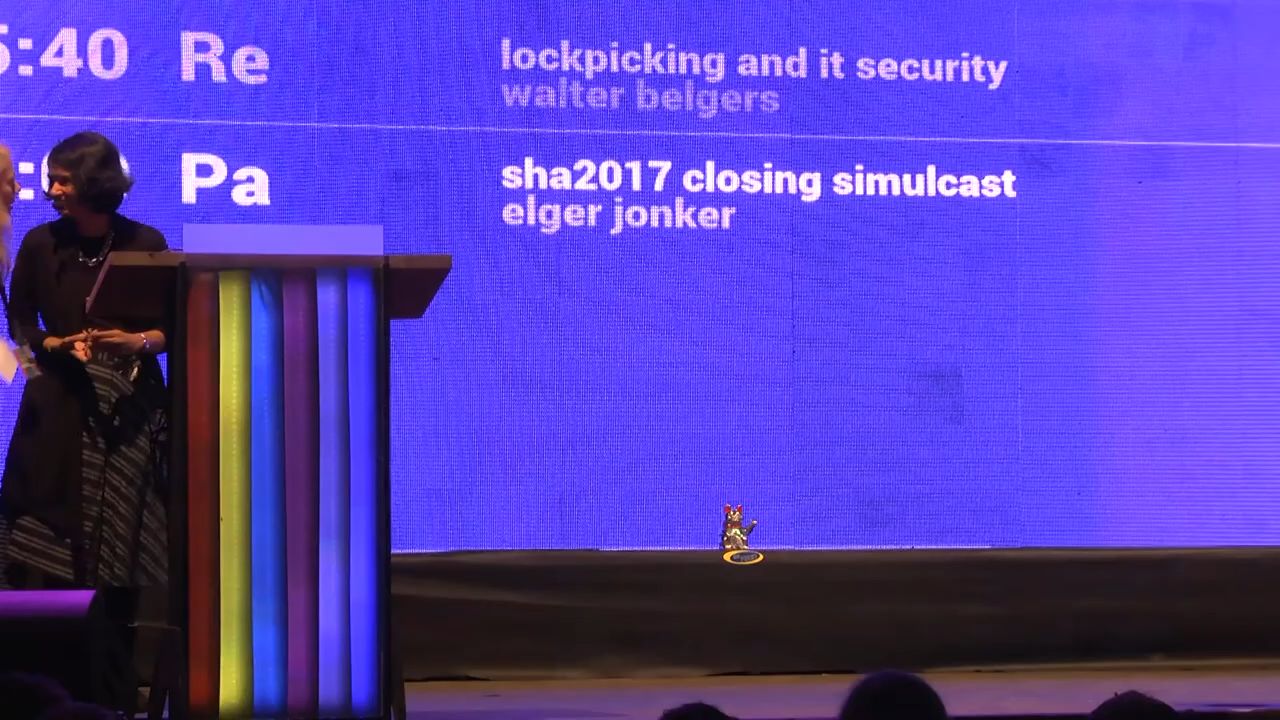 5:40 Re lockpicking and it security
walter belgers
Pa sha2017 closing simulcast
elger jonker